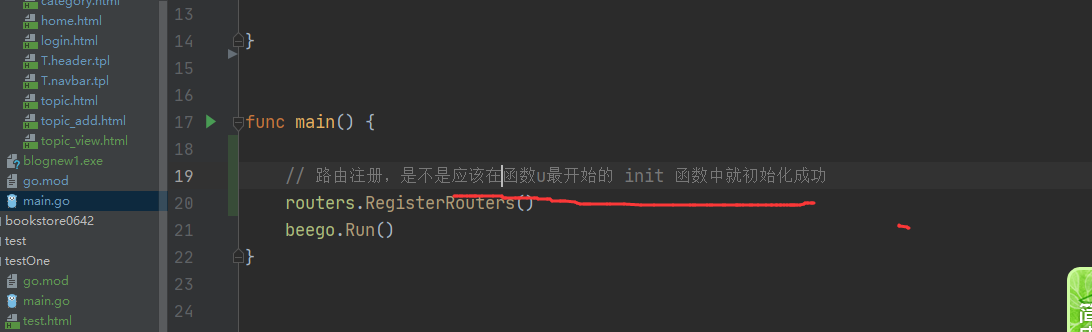 category.html
home.html
login.html
T.header.tpl
T.navbar.tpl
topic.html
topic_add.html
topic_view.html
blognew1.exe
go.mod
main.go
bookstore0642
test
testOne
go.mod
main.go
test.html
13
14 }
15
16
17 func main() {
18
19 // 路由注册，是不是应该在函数u最开始的 init 函数中就初始化成功
20 routers.RegisterRouters()
21 beego.Run()
22 }
23
24